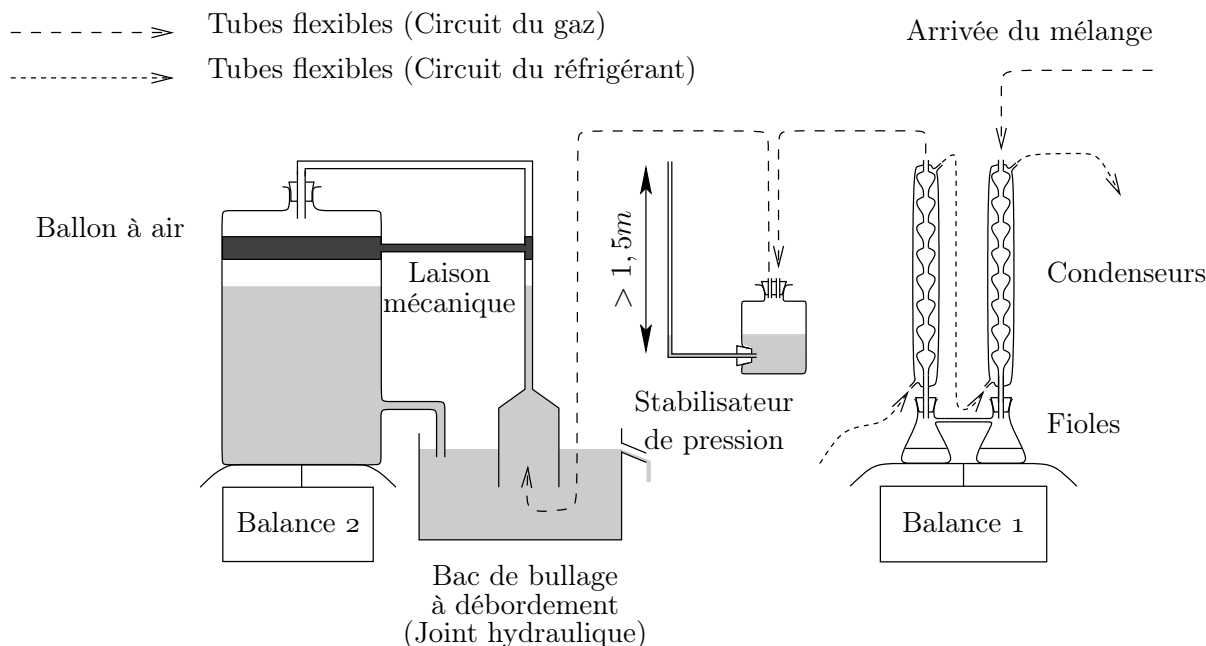 Tubes flexibles (Circuit du gaz)
Tubes flexibles (Circuit du réfrigérant)
Arrivée du mélange
Ballon à air
Laison
mécanique
> 1, 5m
Condenseurs
Stabilisateur
de pression
Fioles
Balance 2
Balance 1
Bac de bullage
à débordement
(Joint hydraulique)